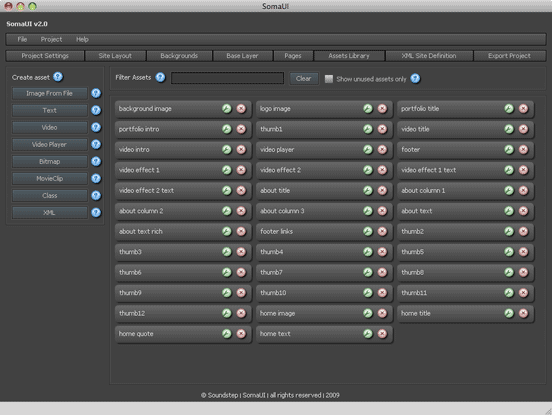 SomaUI
SomaUI v2.0
File Project Help
Project Settings Site Layout Backgrounds Base Layer Pages Assets Library XML Site Definition Export Project
Create asset ?
Filter Assets ? Clear Show unused assets only ?
Image From File ?
Text ?
Video ?
Video Player ?
Bitmap ?
MovieClip ?
Class ?
XML ?
background image logo image portfolio title
portfolio intro thumb1 video title
video intro video player footer
video effect 1 video effect 2 video effect 1 text
video effect 2 text about title about column 1
about column 2 about column 3 about text
about text rich footer links thumb2
thumb3 thumb4 thumb5
thumb6 thumb7 thumb8
thumb9 thumb10 thumb11
thumb12 home image home title
home quote home text
© Soundstep | SomaUI | all rights reserved | 2009